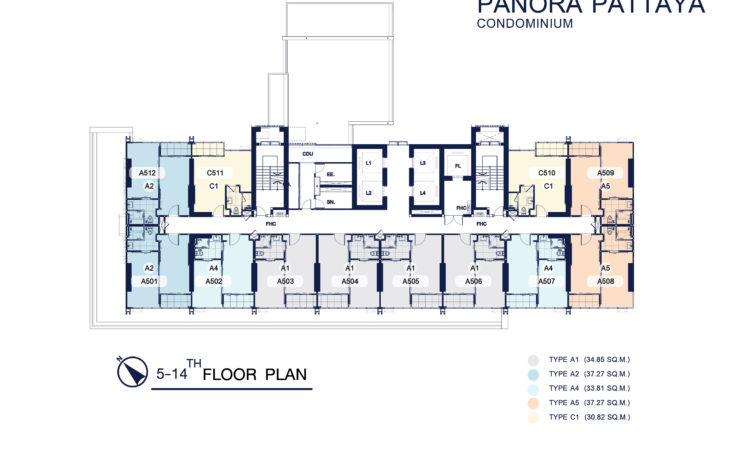 PANORA PATTAYA
CONDOMINIUM
CDU
A512
A2
C511
C1
EE.
SN.
L1
L2
L3
L4
FL
C510
C1
A509
A5
FHC
FHC
FHC
A2
A501
A4
A502
A1
A503
A1
A504
A1
A505
A1
A506
A4
A507
A5
A508
N
5-14TH FLOOR PLAN
TYPE A1 (34.85 SQ.M.)
TYPE A2 (37.27 SQ.M.)
TYPE A4 (33.81 SQ.M.)
TYPE A5 (37.27 SQ.M.)
TYPE C1 (30.82 SQ.M.)